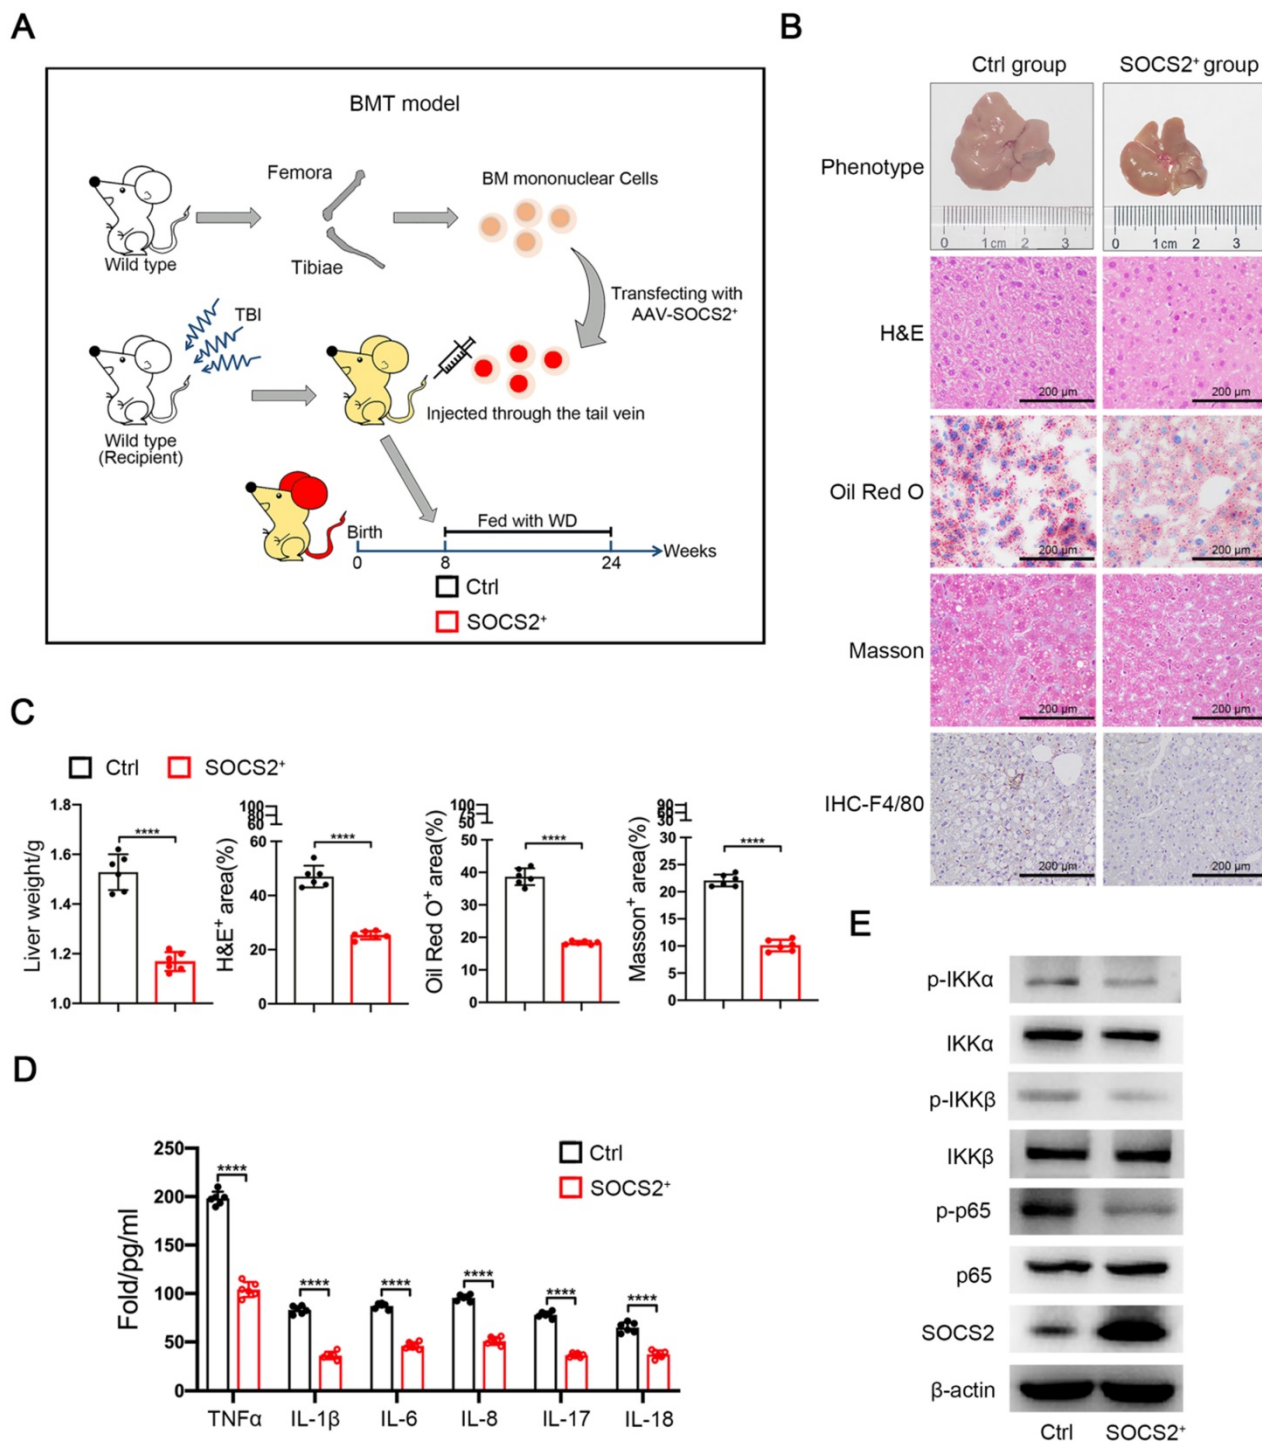 A
BMT model
Femora
BM mononuclear Cells
Wild type
Tibiae
Transfecting with
AAV-SOCS2⁺
TBI
Injected through the tail vein
Wild type
(Recipient)
Birth
Fed with WD
Weeks
0 8 24
Ctrl
SOCS2⁺
B
Ctrl group SOCS2⁺ group
Phenotype
0 1cm 2 3 0 1cm 2 3
H&E
200 μm 200 μm
Oil Red O
200 μm 200 μm
Masson
200 μm 200 μm
IHC-F4/80
200 μm 200 μm
C
Ctrl SOCS2⁺
Liver weight/g
1.8
1.6
1.4
1.2
1.0
****
H&E⁺ area(%)
100
80
60
60
40
20
0
****
Oil Red O⁺ area(%)
100
75
50
50
40
30
20
10
0
****
Masson⁺ area(%)
90
60
30
30
25
20
15
10
5
0
****
D
Ctrl
SOCS2⁺
Fold/pg/ml
250
200
150
100
50
0
**** **** **** **** **** ****
TNFα IL-1β IL-6 IL-8 IL-17 IL-18
E
p-IKKα
IKKα
p-IKKβ
IKKβ
p-p65
p65
SOCS2
β-actin
Ctrl SOCS2⁺